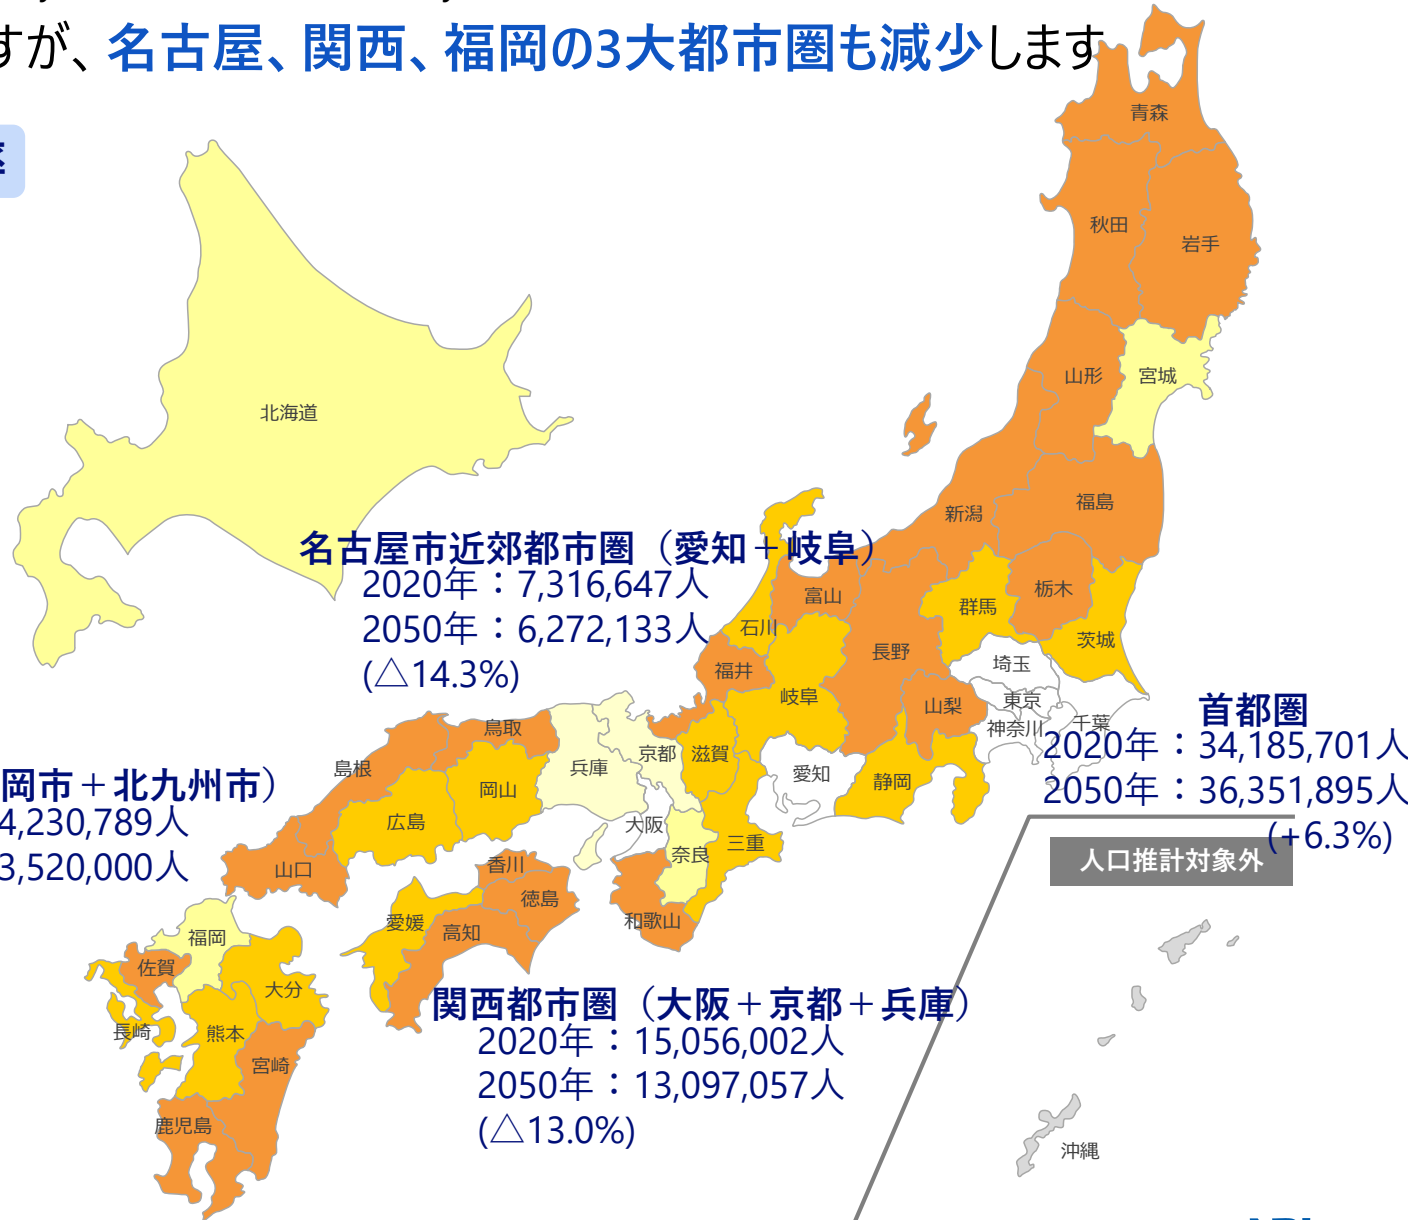 すが、名古屋、関西、福岡の3大都市圏も減少します
率
青森
秋田
岩手
山形
宮城
北海道
新潟
福島
名古屋市近郊都市圏（愛知＋岐阜）
2020年：7,316,647人
2050年：6,272,133人
(△14.3%)
富山
石川
福井
長野
岐阜
群馬
栃木
茨城
埼玉
東京
神奈川
千葉
山梨
静岡
愛知
首都圏
2020年：34,185,701人
2050年：36,351,895人
(+6.3%)
人口推計対象外
鳥取
島根
岡山
広島
山口
兵庫
京都
滋賀
大阪
奈良
三重
和歌山
香川
徳島
愛媛
高知
岡市＋北九州市）
4,230,789人
3,520,000人
福岡
佐賀
長崎
大分
熊本
宮崎
鹿児島
関西都市圏（大阪＋京都＋兵庫）
2020年：15,056,002人
2050年：13,097,057人
(△13.0%)
沖縄